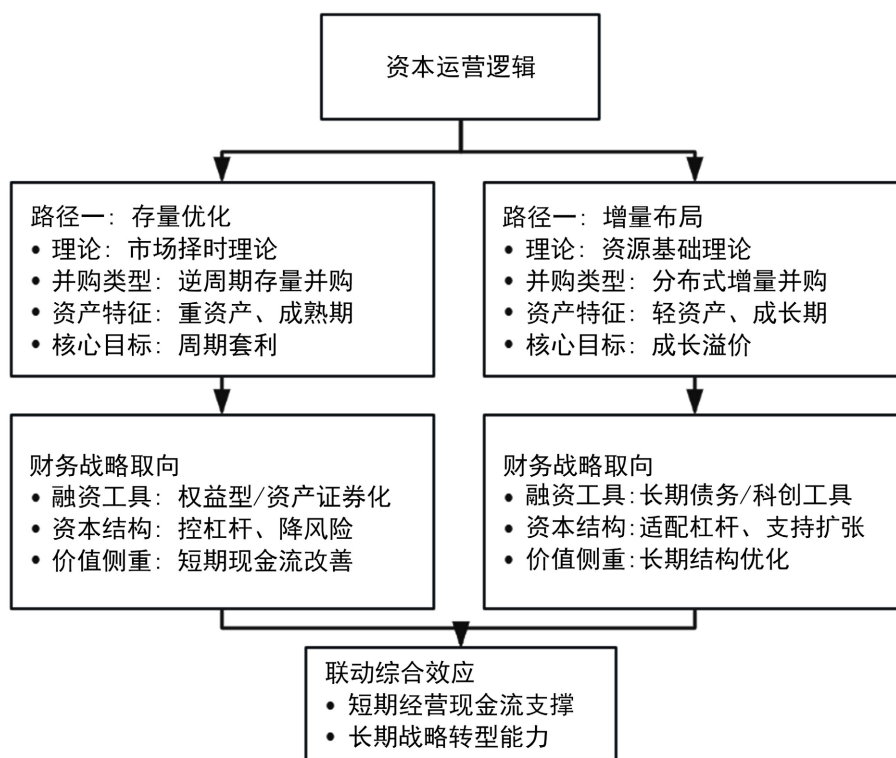 资本运营逻辑
路径一：存量优化
• 理论：市场择时理论
• 并购类型：逆周期存量并购
• 资产特征：重资产、成熟期
• 核心目标：周期套利
路径一：增量布局
• 理论：资源基础理论
• 并购类型：分布式增量并购
• 资产特征：轻资产、成长期
• 核心目标：成长溢价
财务战略取向
• 融资工具：权益型/资产证券化
• 资本结构：控杠杆、降风险
• 价值侧重：短期现金流改善
财务战略取向
• 融资工具:长期债务/科创工具
• 资本结构:适配杠杆、支持扩张
• 价值侧重:长期结构优化
联动综合效应
• 短期经营现金流支撑
• 长期战略转型能力